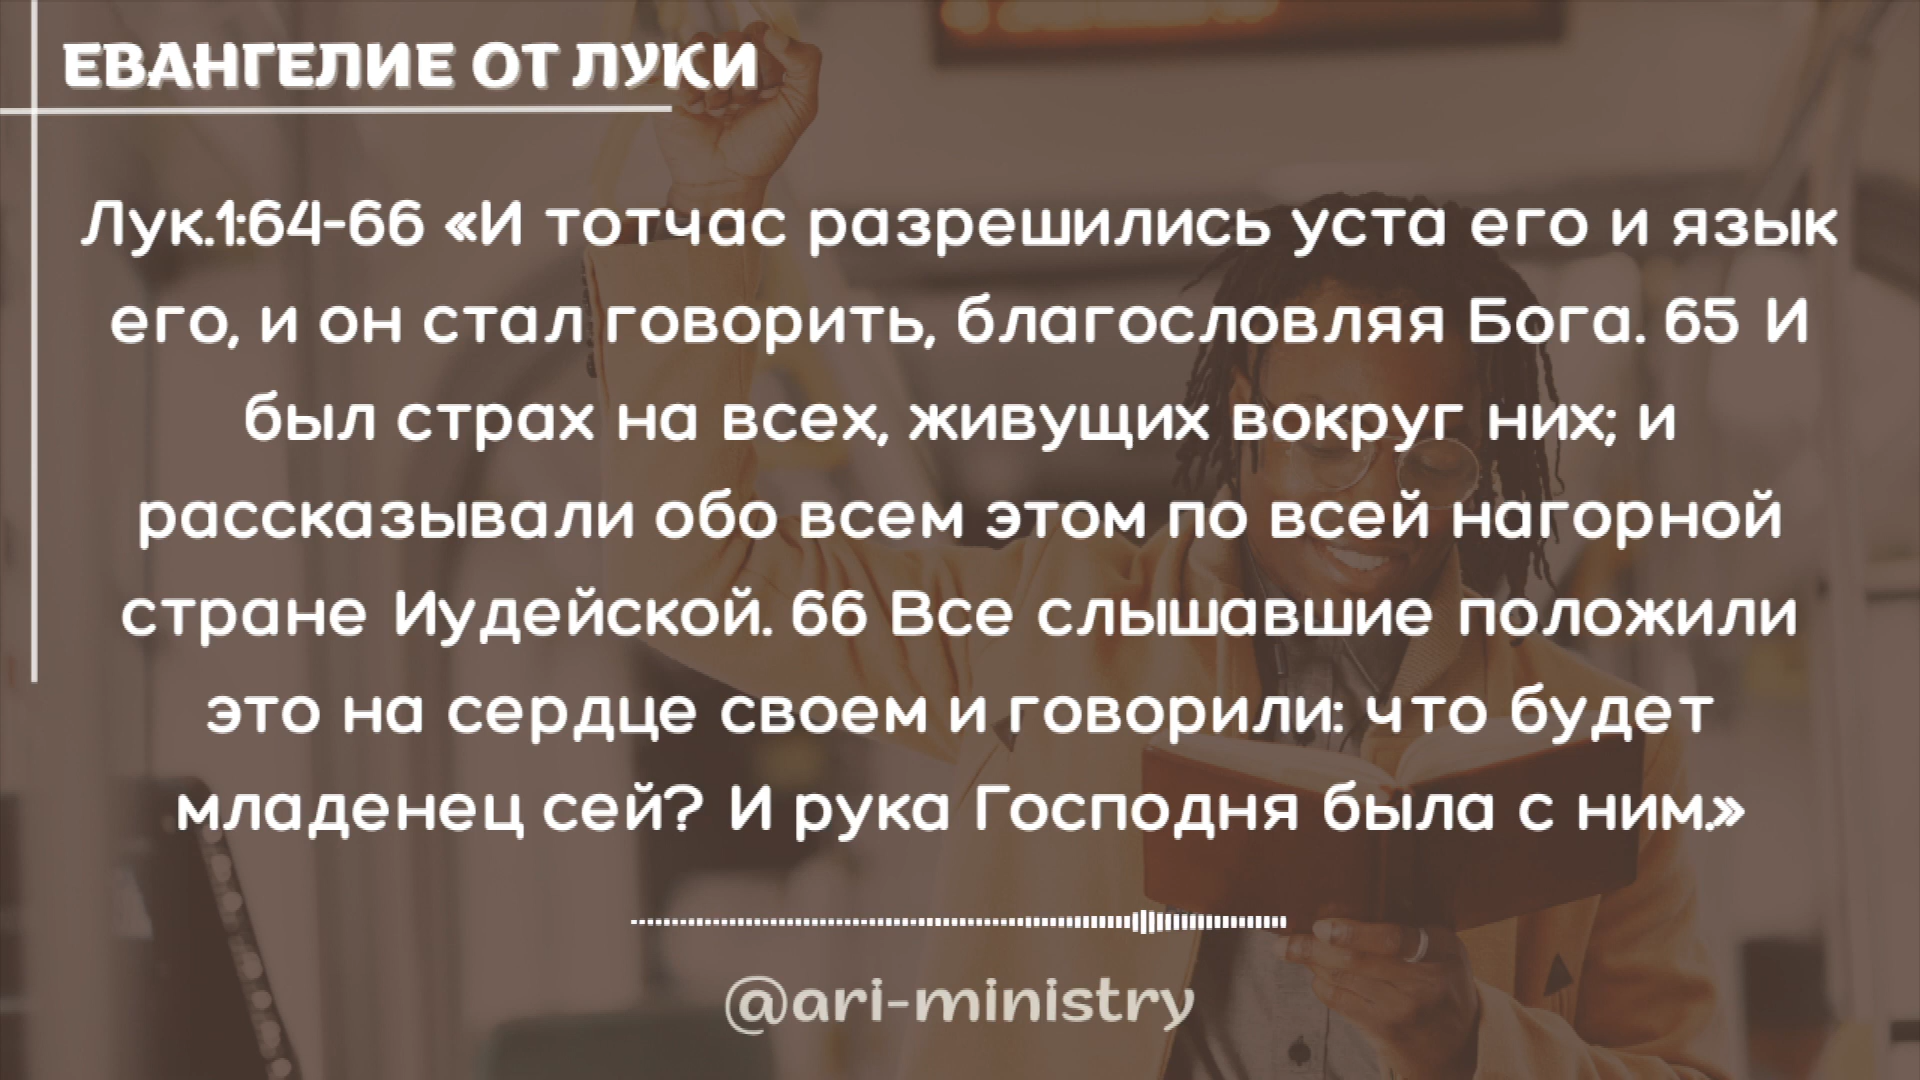 ЕВАНГЕЛИЕ ОТ ЛУКИ
Лук.1:64-66 «И тотчас разрешились уста его и язык
его, и он стал говорить, благословляя Бога. 65 И
был страх на всех, живущих вокруг них; и
рассказывали обо всем этом по всей нагорной
стране Иудейской. 66 Все слышавшие положили
это на сердце своем и говорили: что будет
младенец сей? И рука Господня была с ним.»
@ari-ministry